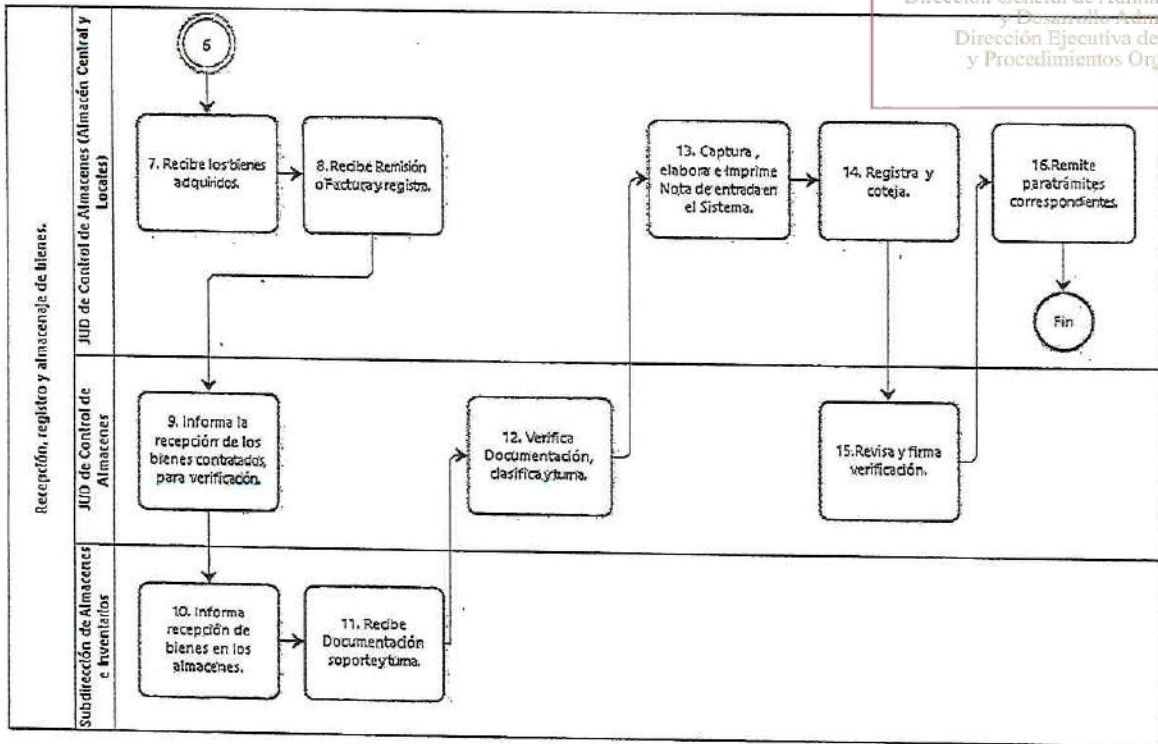 Dirección General de
y Desarrollo
Dirección Ejecutiva de
y Procedimientos
Recepción, registro y almacenaje de bienes.
JUD de Control de Almacenes (Almacén Central y
Locales)
6
7. Recibe los bienes
adquiridos.
8. Recibe Remisión
o Factura y registra.
13. Captura,
elabora e Imprime
Nota de entrada en
el Sistema.
14. Registra y
coteja.
16. Remite
para trámites
correspondientes.
Fin
JUD de Control de
Almacenes
9. Informa la
recepción de los
bienes contratados,
para verificación.
12. Verifica
Documentación,
clasifica y turna.
15. Revisa y firma
verificación.
Subdirección de Almacenes
e Inventarios
10. Informa
recepción de
bienes en los
almacenes.
11. Recibe
Documentación
soporte y turna.